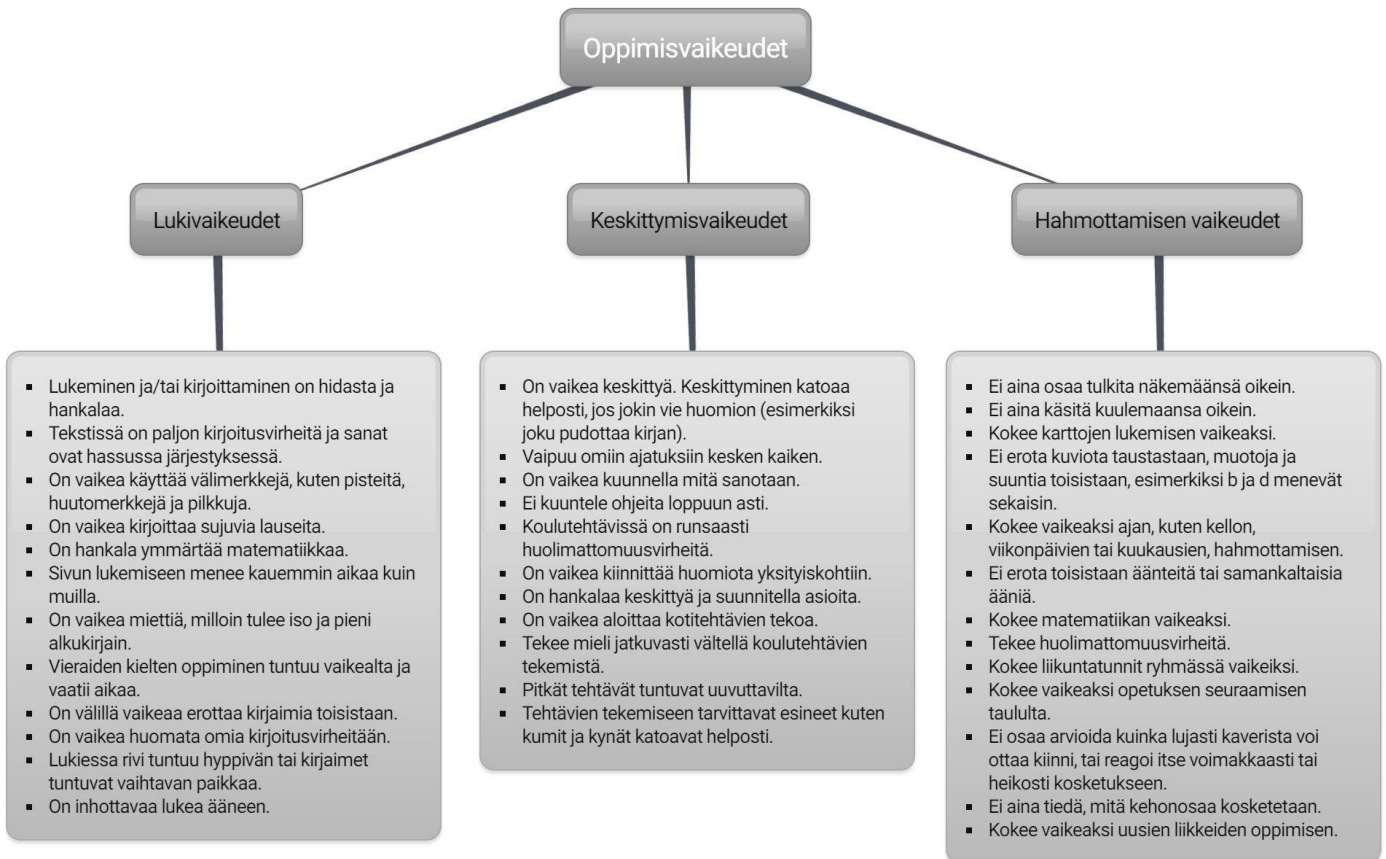 Oppimisvaikeudet
Lukivaikeudet
Keskittymisvaikeudet
Hahmottamisen vaikeudet
▪ Lukeminen ja/tai kirjoittaminen on hidasta ja
hankalaa.
▪ Tekstissä on paljon kirjoitusvirheitä ja sanat
ovat hassussa järjestyksessä.
▪ On vaikea käyttää välimerkkejä, kuten pisteitä,
huutomerkkejä ja pilkkuja.
▪ On vaikea kirjoittaa sujuvia lauseita.
▪ On hankala ymmärtää matematiikkaa.
▪ Sivun lukemiseen menee kauemmin aikaa kuin
muilla.
▪ On vaikea miettiä, milloin tulee iso ja pieni
alkukirjain.
▪ Vieraiden kielten oppiminen tuntuu vaikealta ja
vaatii aikaa.
▪ On välillä vaikeaa erottaa kirjaimia toisistaan.
▪ On vaikea huomata omia kirjoitusvirheitään.
▪ Lukiessa rivi tuntuu hyppivän tai kirjaimet
tuntuvat vaihtavan paikkaa.
▪ On inhottavaa lukea ääneen.
▪ On vaikea keskittyä. Keskittyminen katoaa
helposti, jos jokin vie huomion (esimerkiksi
joku pudottaa kirjan).
▪ Vaipuu omiin ajatuksiin kesken kaiken.
▪ On vaikea kuunnella mitä sanotaan.
▪ Ei kuuntele ohjeita loppuun asti.
▪ Koulutehtävissä on runsaasti
huolimattomuusvirheitä.
▪ On vaikea kiinnittää huomiota yksityiskohtiin.
▪ On hankalaa keskittyä ja suunnitella asioita.
▪ On vaikea aloittaa kotitehtävien tekoa.
▪ Tekee mieli jatkuvasti vältellä koulutehtävien
tekemistä.
▪ Pitkät tehtävät tuntuvat uuvuttavilta.
▪ Tehtävien tekemiseen tarvittavat esineet kuten
kumit ja kynät katoavat helposti.
▪ Ei aina osaa tulkita näkemäänsä oikein.
▪ Ei aina käsitä kuulemaansa oikein.
▪ Kokee karttojen lukemisen vaikeaksi.
▪ Ei erota kuviota taustastaan, muotoja ja
suuntia toisistaan, esimerkiksi b ja d menevät
sekaisin.
▪ Kokee vaikeaksi ajan, kuten kellon,
viikonpäivien tai kuukausien, hahmottamisen.
▪ Ei erota toisistaan äänteitä tai samankaltaisia
ääniä.
▪ Kokee matematiikan vaikeaksi.
▪ Tekee huolimattomuusvirheitä.
▪ Kokee liikuntatunnit ryhmässä vaikeiksi.
▪ Kokee vaikeaksi opetuksen seuraamisen
taululta.
▪ Ei osaa arvioida kuinka lujasti kaverista voi
ottaa kiinni, tai reagoi itse voimakkaasti tai
heikosti kosketukseen.
▪ Ei aina tiedä, mitä kehonosaa kosketetaan.
▪ Kokee vaikeaksi uusien liikkeiden oppimisen.